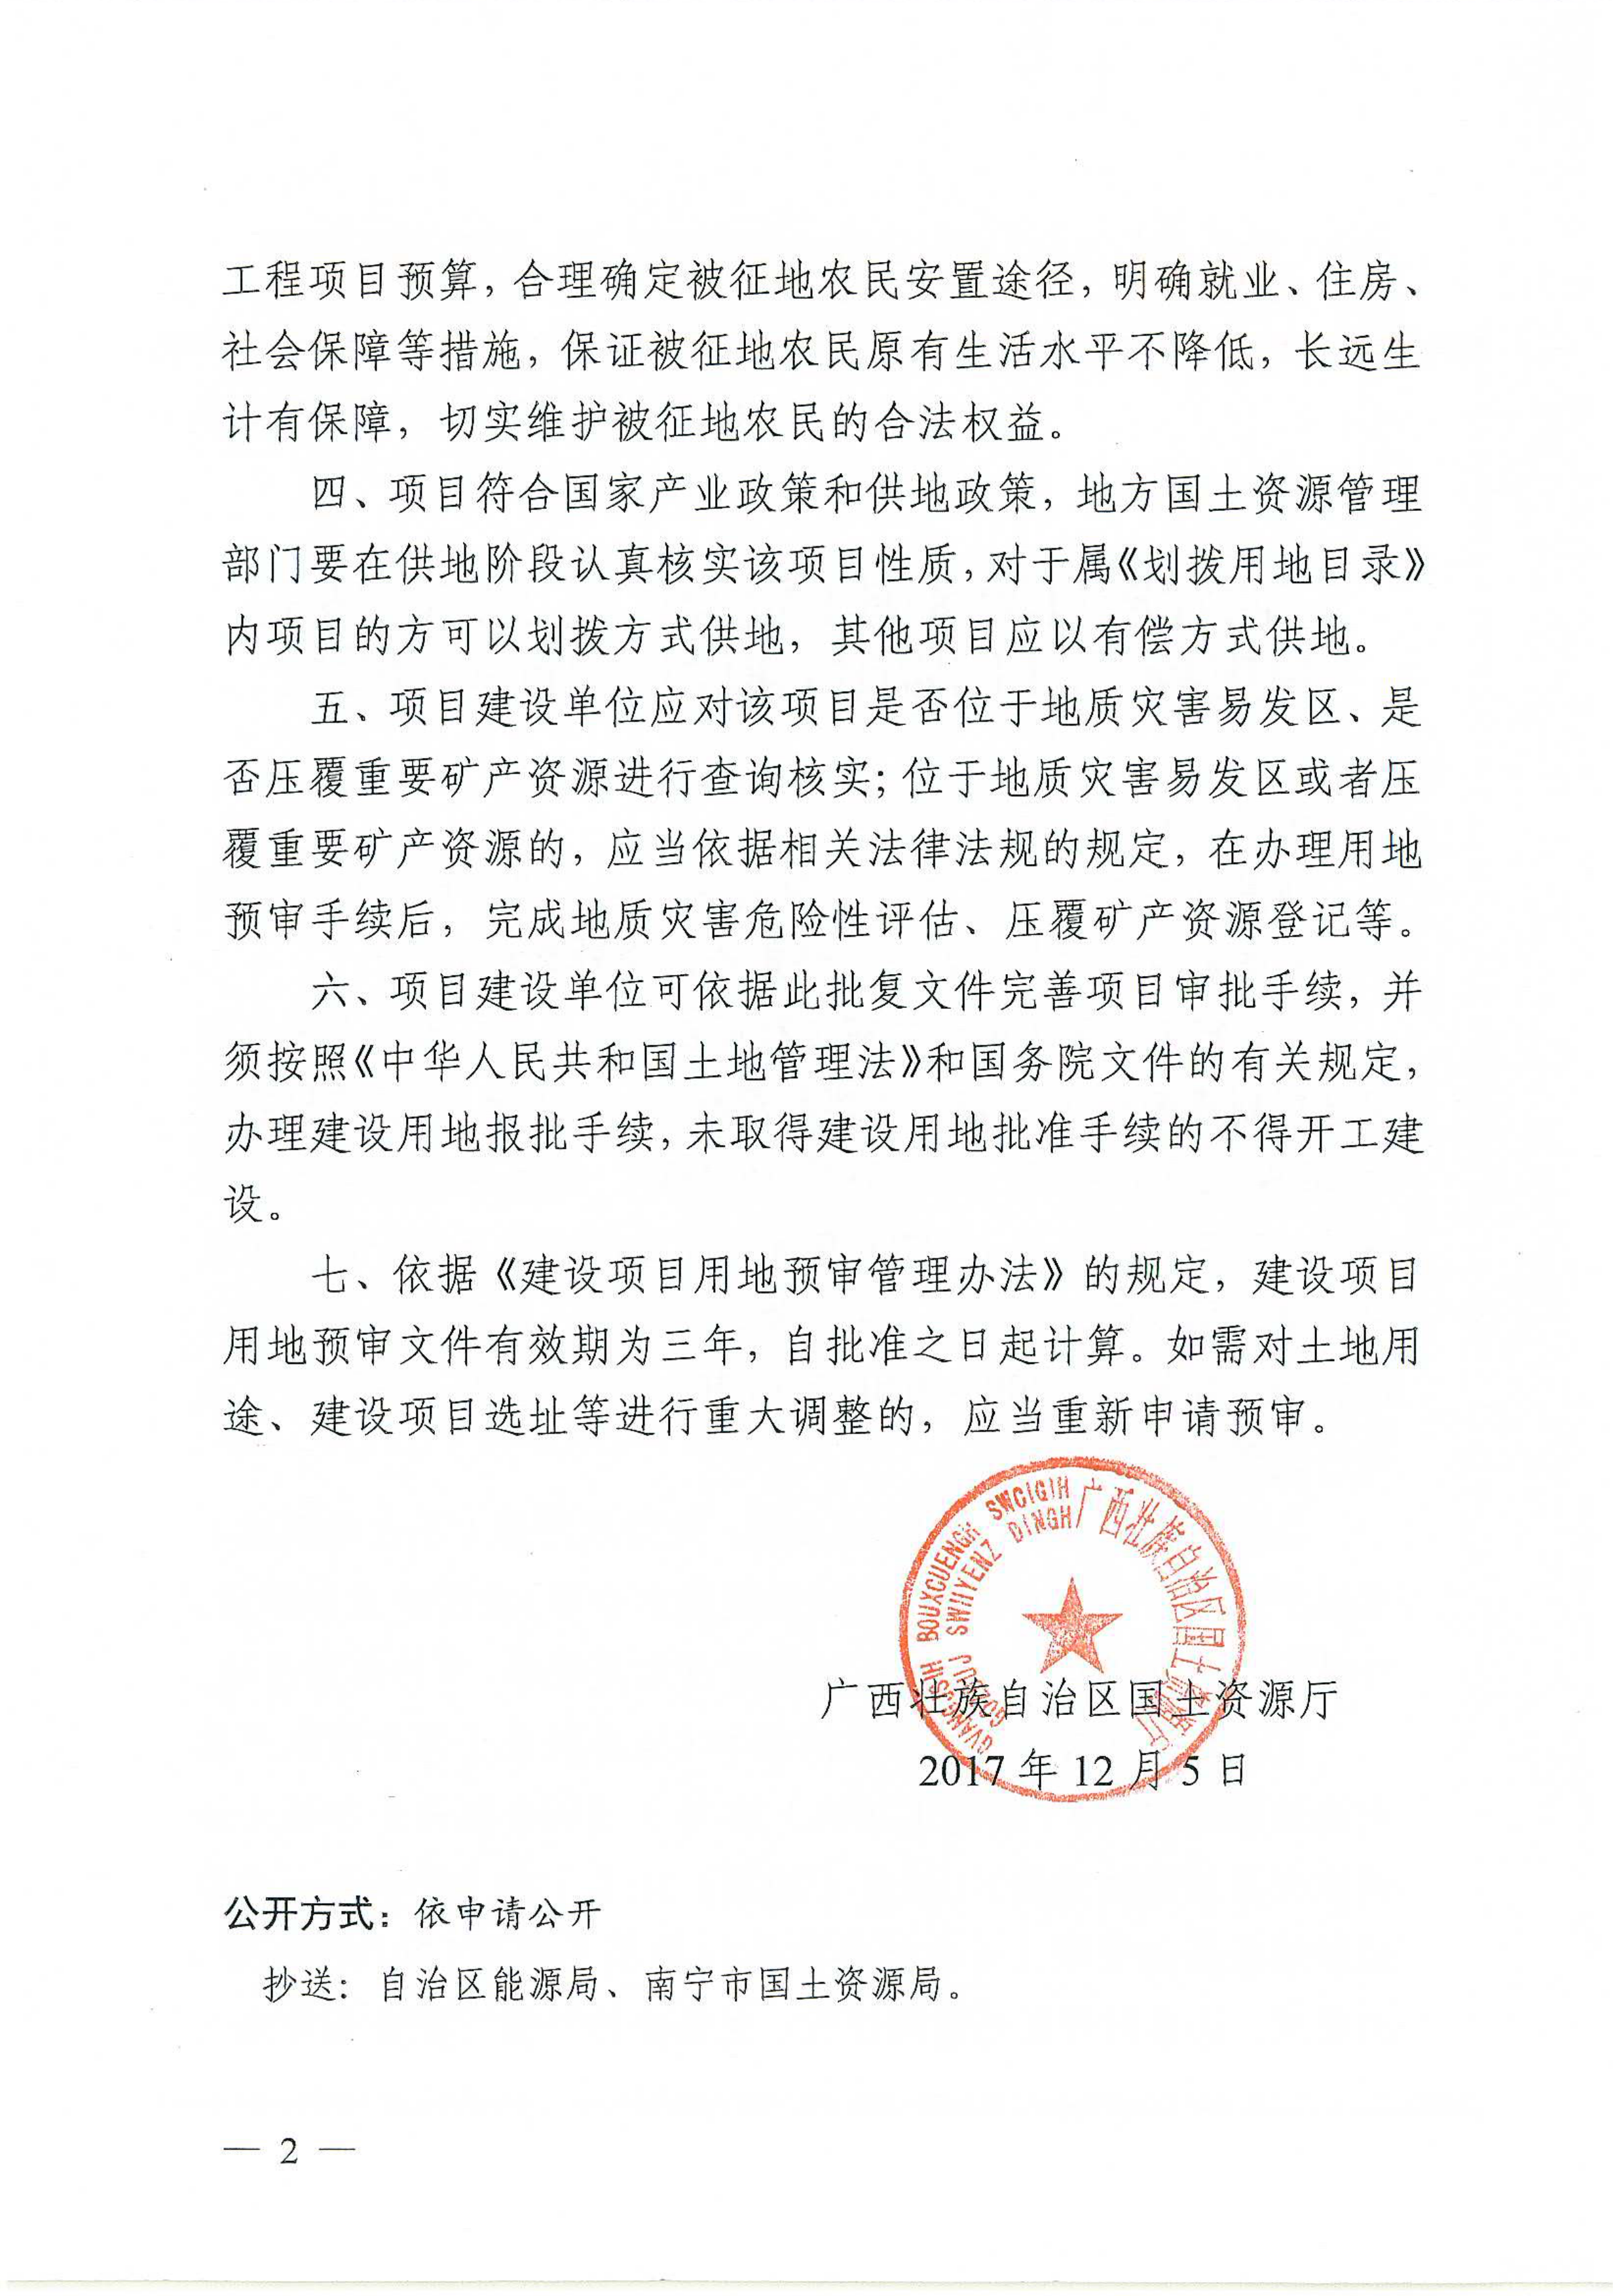 工程项目预算，合理确定被征地农民安置途径，明确就业、住房、
社会保障等措施，保证被征地农民原有生活水平不降低，长远生
计有保障，切实维护被征地农民的合法权益。
四、项目符合国家产业政策和供地政策，地方国土资源管理
部门要在供地阶段认真核实该项目性质，对于属《划拨用地目录》
内项目的方可以划拨方式供地，其他项目应以有偿方式供地。
五、项目建设单位应对该项目是否位于地质灾害易发区、是
否压覆重要矿产资源进行查询核实；位于地质灾害易发区或者压
覆重要矿产资源的，应当依据相关法律法规的规定，在办理用地
预审手续后，完成地质灾害危险性评估、压覆矿产资源登记等。
六、项目建设单位可依据此批复文件完善项目审批手续，并
须按照《中华人民共和国土地管理法》和国务院文件的有关规定，
办理建设用地报批手续，未取得建设用地批准手续的不得开工建
设。
七、依据《建设项目用地预审管理办法》的规定，建设项目
用地预审文件有效期为三年，自批准之日起计算。如需对土地用
途、建设项目选址等进行重大调整的，应当重新申请预审。
GVANGJSIH BOUXCUENGH SWCIGIH
GOZDUJ SWHYENZ DINGH
广西壮族自治区国土资源厅
广西壮族自治区国土资源厅
2017 年 12 月 5 日
公开方式：依申请公开
抄送：自治区能源局、南宁市国土资源局。
— 2 —